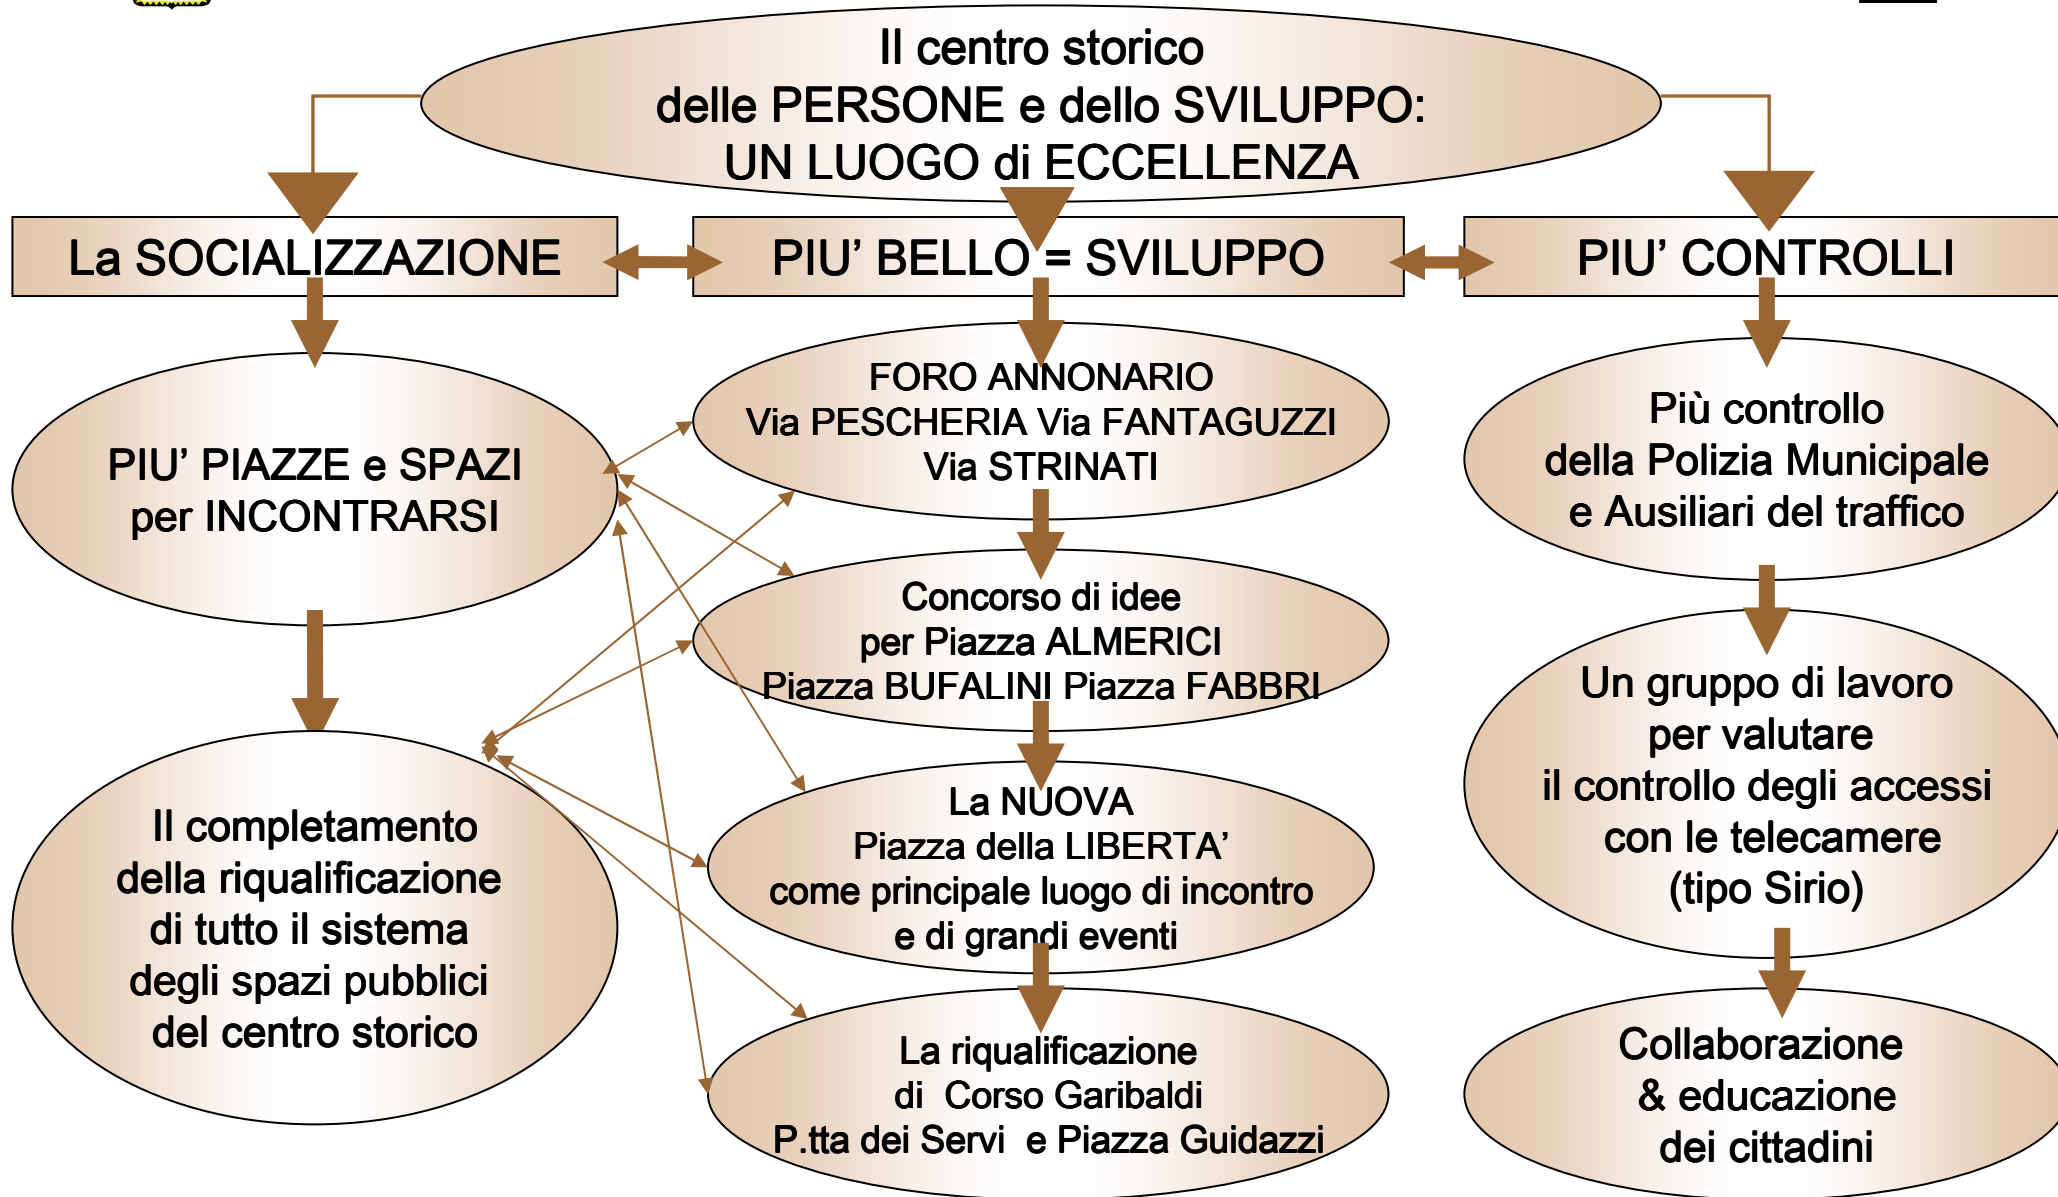 Il centro storico
delle PERSONE e dello SVILUPPO:
UN LUOGO di ECCELLENZA
La SOCIALIZZAZIONE
PIU' BELLO = SVILUPPO
PIU' CONTROLLI
PIU' PIAZZE e SPAZI
per INCONTRARSI
Il completamento
della riqualificazione
di tutto il sistema
degli spazi pubblici
del centro storico
FORO ANNONARIO
Via PESCHERIA Via FANTAGUZZI
Via STRINATI
Concorso di idee
per Piazza ALMERICI
Piazza BUFALINI Piazza FABBRI
La NUOVA
Piazza della LIBERTA'
come principale luogo di incontro
e di grandi eventi
La riqualificazione
di Corso Garibaldi
P.tta dei Servi e Piazza Guidazzi
Più controllo
della Polizia Municipale
e Ausiliari del traffico
Un gruppo di lavoro
per valutare
il controllo degli accessi
con le telecamere
(tipo Sirio)
Collaborazione
& educazione
dei cittadini